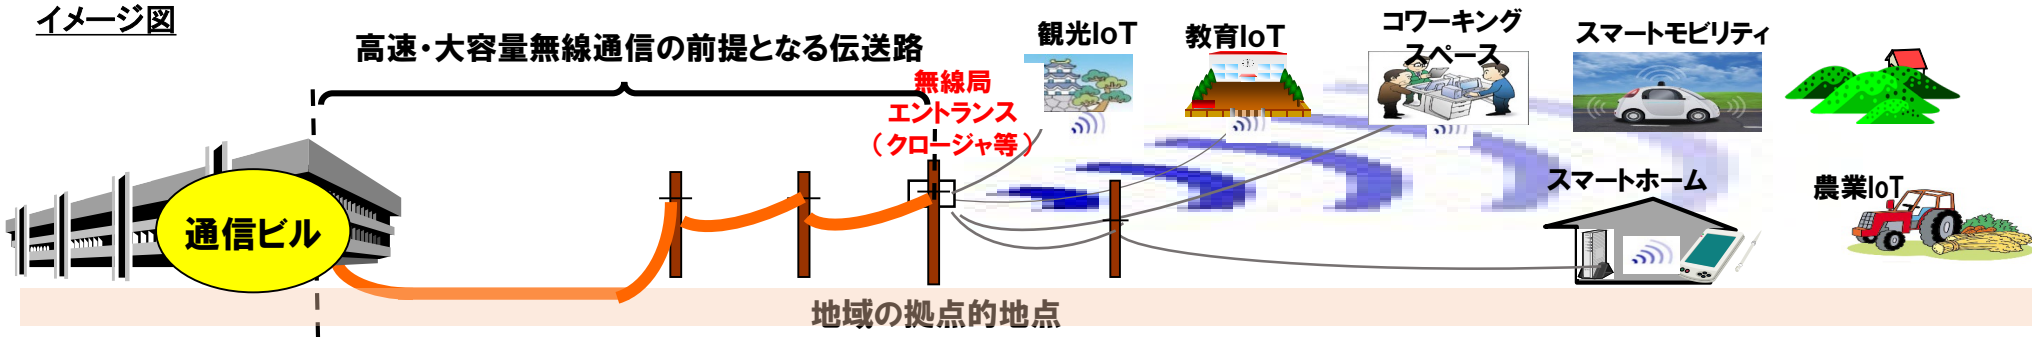 イメージ図
高速・大容量無線通信の前提となる伝送路
無線局
エントランス
（クロージャ等）
観光IoT
教育IoT
コワーキング
スペース
スマートモビリティ
通信ビル
スマートホーム
農業IoT
地域の拠点的地点